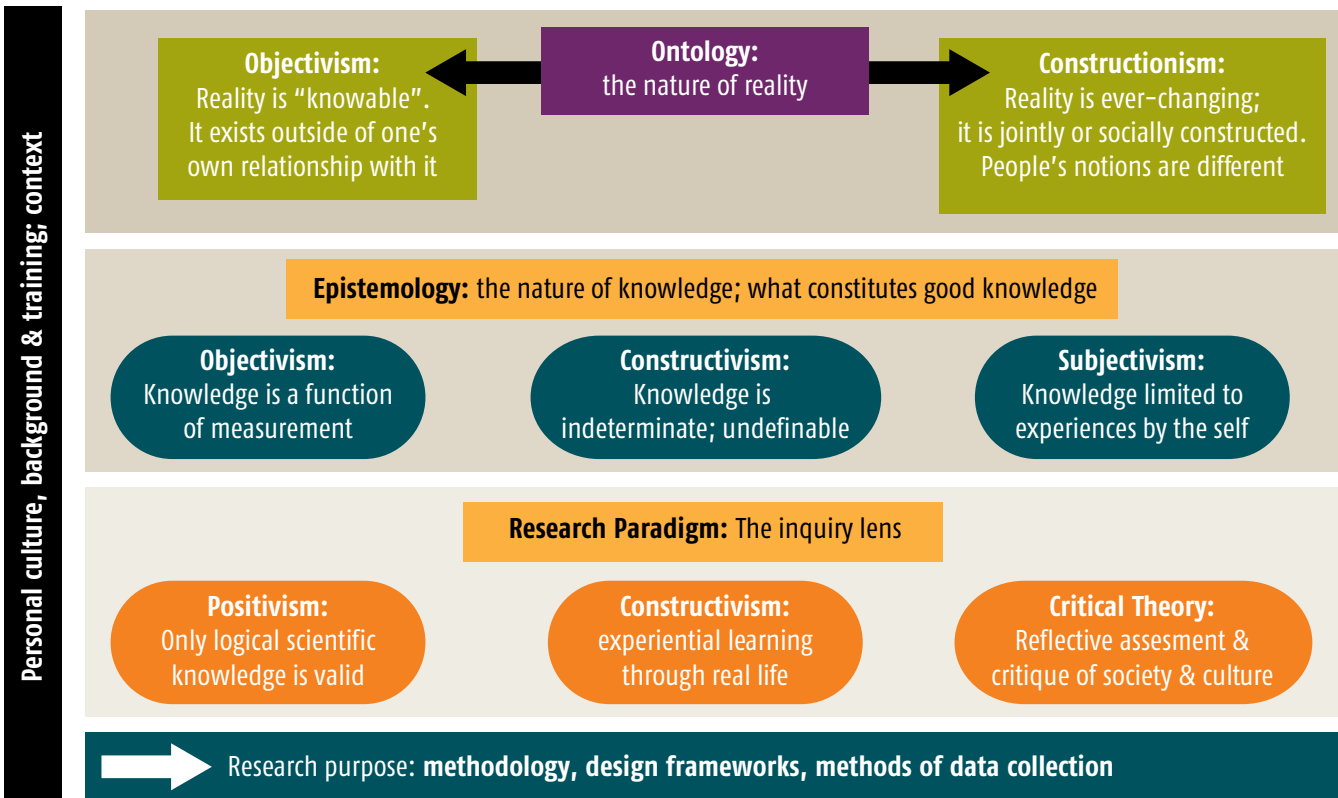 Personal culture, background & training; context
Ontology:
the nature of reality
Objectivism:
Reality is “knowable”.
It exists outside of one’s
own relationship with it
Constructionism:
Reality is ever-changing;
it is jointly or socially constructed.
People’s notions are different
Epistemology: the nature of knowledge; what constitutes good knowledge
Objectivism:
Knowledge is a function
of measurement
Constructivism:
Knowledge is
indeterminate; undefinable
Subjectivism:
Knowledge limited to
experiences by the self
Research Paradigm: The inquiry lens
Positivism:
Only logical scientific
knowledge is valid
Constructivism:
experiential learning
through real life
Critical Theory:
Reflective assesment &
critique of society & culture
Research purpose: methodology, design frameworks, methods of data collection